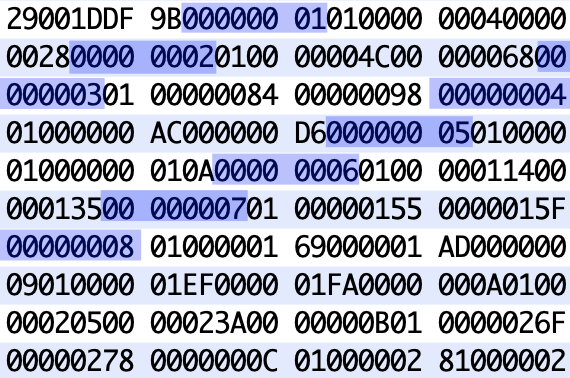 29001DDF 9B000000 01010000 00040000
00280000 00020100 00004C00 00006800
00000301 00000084 00000098 00000004
01000000 AC000000 D6000000 05010000
01000000 010A0000 00060100 00011400
00013500 00000701 00000155 0000015F
00000008 01000001 69000001 AD000000
09010000 01EF0000 01FA0000 000A0100
00020500 00023A00 00000B01 0000026F
00000278 0000000C 01000002 81000002